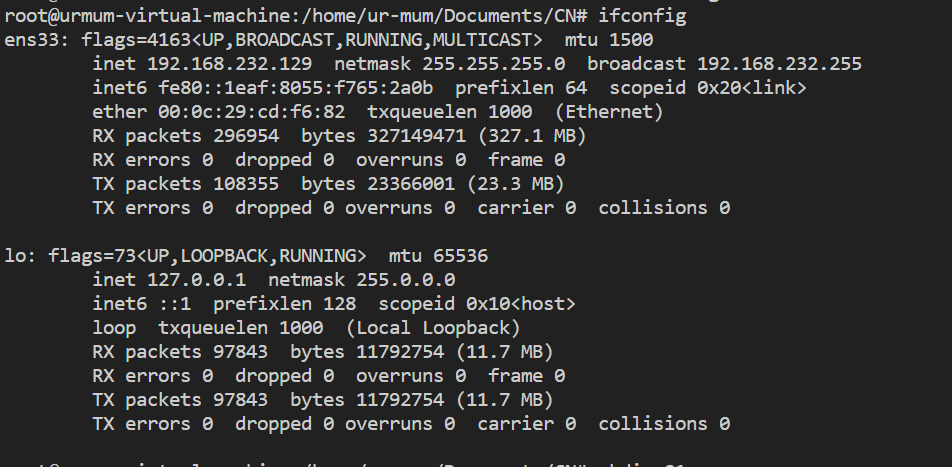 root@urmum-virtual-machine:/home/ur-mum/Documents/CN# ifconfig
ens33: flags=4163<UP,BROADCAST,RUNNING,MULTICAST>  mtu 1500
        inet 192.168.232.129  netmask 255.255.255.0  broadcast 192.168.232.255
        inet6 fe80::1eaf:8055:f765:2a0b  prefixlen 64  scopeid 0x20<link>
        ether 00:0c:29:cd:f6:82  txqueuelen 1000  (Ethernet)
        RX packets 296954  bytes 327149471 (327.1 MB)
        RX errors 0  dropped 0  overruns 0  frame 0
        TX packets 108355  bytes 23366001 (23.3 MB)
        TX errors 0  dropped 0 overruns 0  carrier 0  collisions 0

lo: flags=73<UP,LOOPBACK,RUNNING>  mtu 65536
        inet 127.0.0.1  netmask 255.0.0.0
        inet6 ::1  prefixlen 128  scopeid 0x10<host>
        loop  txqueuelen 1000  (Local Loopback)
        RX packets 97843  bytes 11792754 (11.7 MB)
        RX errors 0  dropped 0  overruns 0  frame 0
        TX packets 97843  bytes 11792754 (11.7 MB)
        TX errors 0  dropped 0 overruns 0  carrier 0  collisions 0